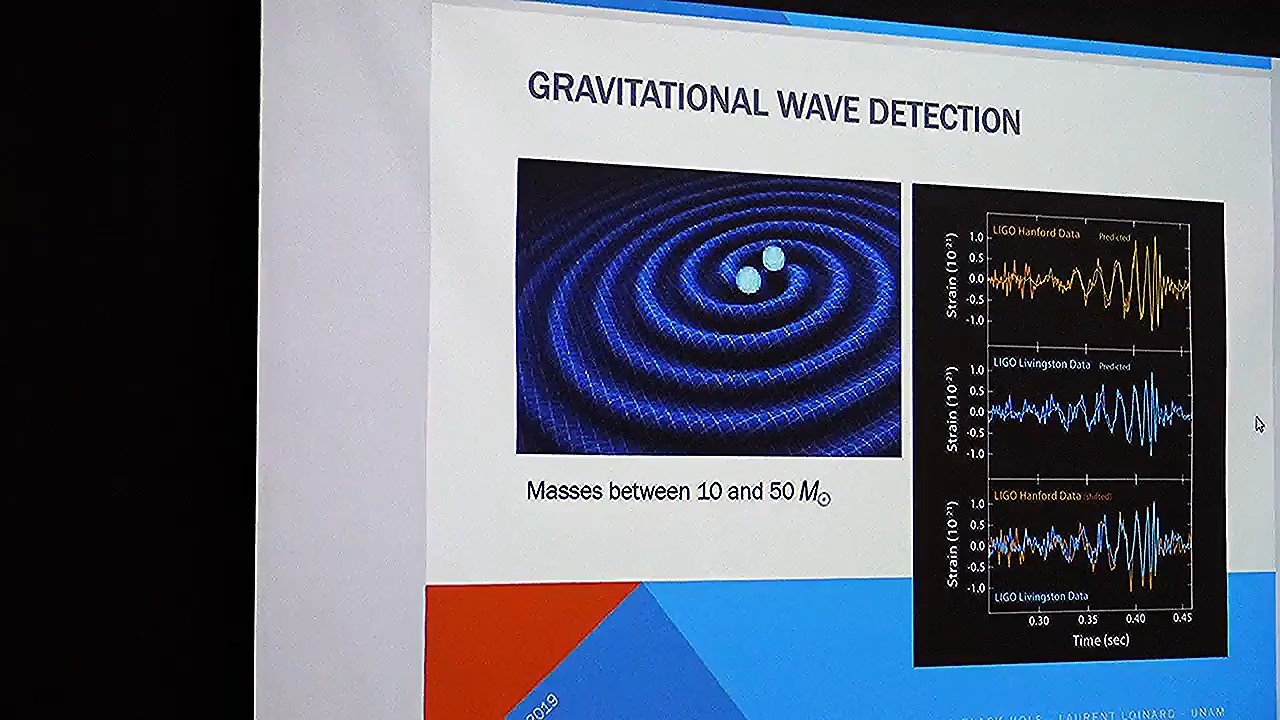 GRAVITATIONAL WAVE DETECTION
LIGO Hanford Data Predicted
Strain (10⁻²¹)
1.0
0.5
0.0
-0.5
-1.0
LIGO Livingston Data Predicted
Strain (10⁻²¹)
1.0
0.5
0.0
-0.5
-1.0
LIGO Hanford Data (shifted)
Strain (10⁻²¹)
1.0
0.5
0.0
-0.5
-1.0
LIGO Livingston Data
0.30 0.35 0.40 0.45
Time (sec)
Masses between 10 and 50 M☉
2019
BLACK HOLE - LAURENT LOINARD - UNAM